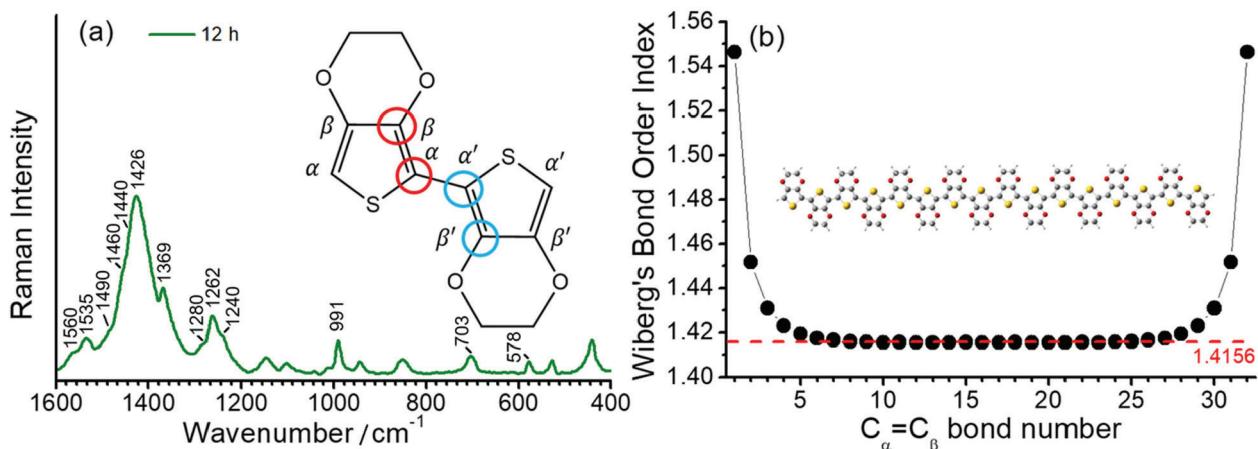 (a)
12 h
Raman Intensity
1560
1535
1490
1460
1440
1426
1369
1280
1262
1240
991
703
578
O
O
β
β
α
α
α'
S
S
α'
β'
β'
O
O
1600 1400 1200 1000 800 600 400
Wavenumber / cm⁻¹
(b)
Wiberg's Bond Order Index
1.56
1.54
1.52
1.50
1.48
1.46
1.44
1.42
1.40
1.4156
5 10 15 20 25 30
Cα=Cβ bond number